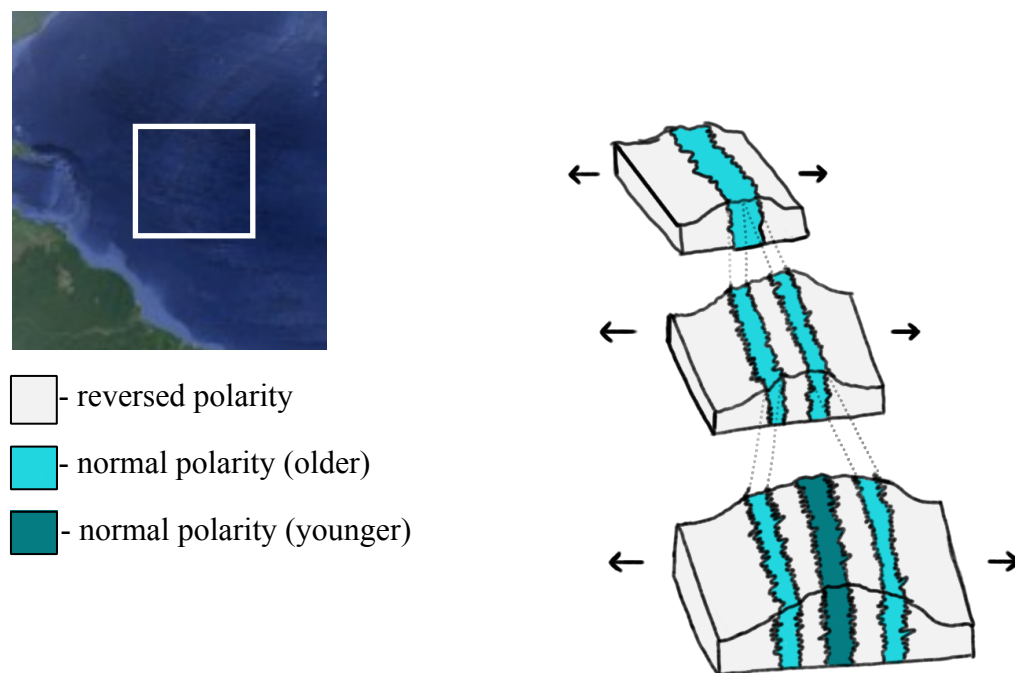 - reversed polarity
- normal polarity (older)
- normal polarity (younger)